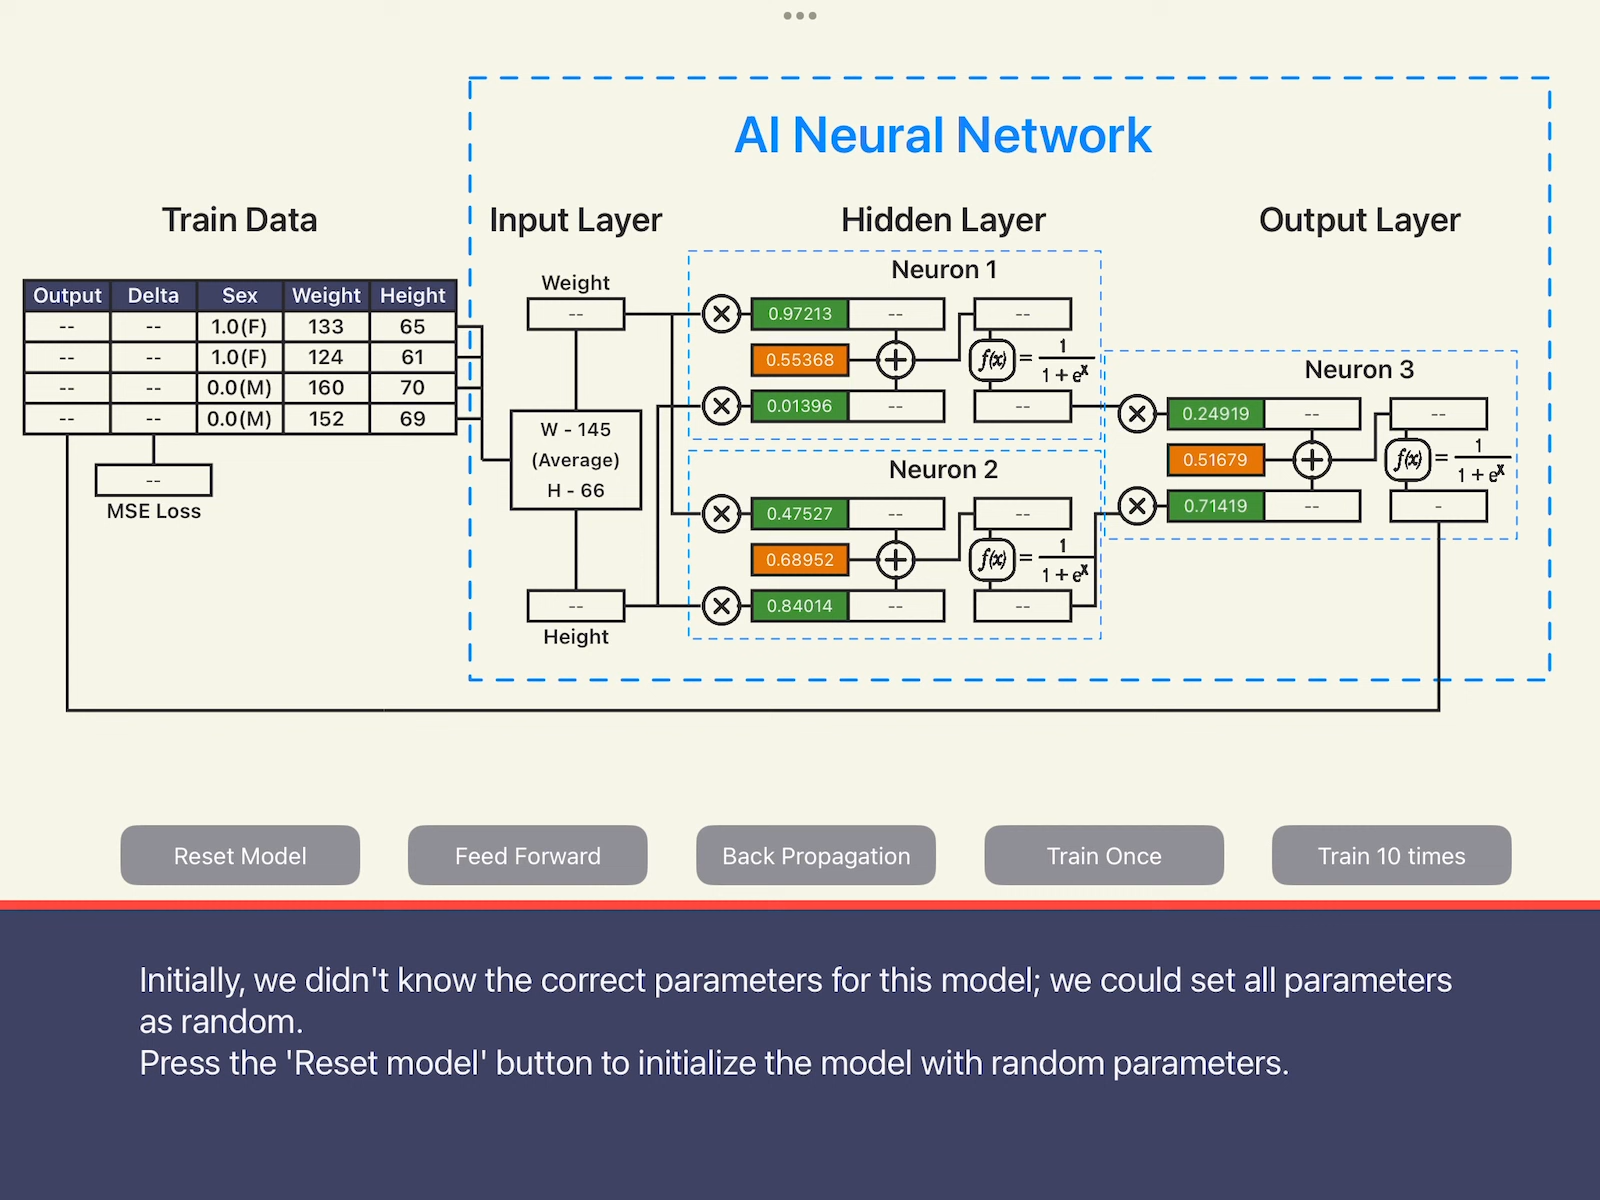 AI Neural Network
Train Data
Input Layer
Hidden Layer
Output Layer
Output Delta Sex Weight Height
-- -- 1.0(F) 133 65
-- -- 1.0(F) 124 61
-- -- 0.0(M) 160 70
-- -- 0.0(M) 152 69
--
MSE Loss
Weight
--
W - 145
(Average)
H - 66
--
Height
Neuron 1
0.97213 -- --
0.55368 f(x) = 1 / 1 + eˣ
0.01396 -- --
Neuron 2
0.47527 -- --
0.68952 f(x) = 1 / 1 + eˣ
0.84014 -- --
Neuron 3
0.24919 -- --
0.51679 f(x) = 1 / 1 + eˣ
0.71419 -- -
Reset Model
Feed Forward
Back Propagation
Train Once
Train 10 times
Initially, we didn't know the correct parameters for this model; we could set all parameters
as random.
Press the 'Reset model' button to initialize the model with random parameters.